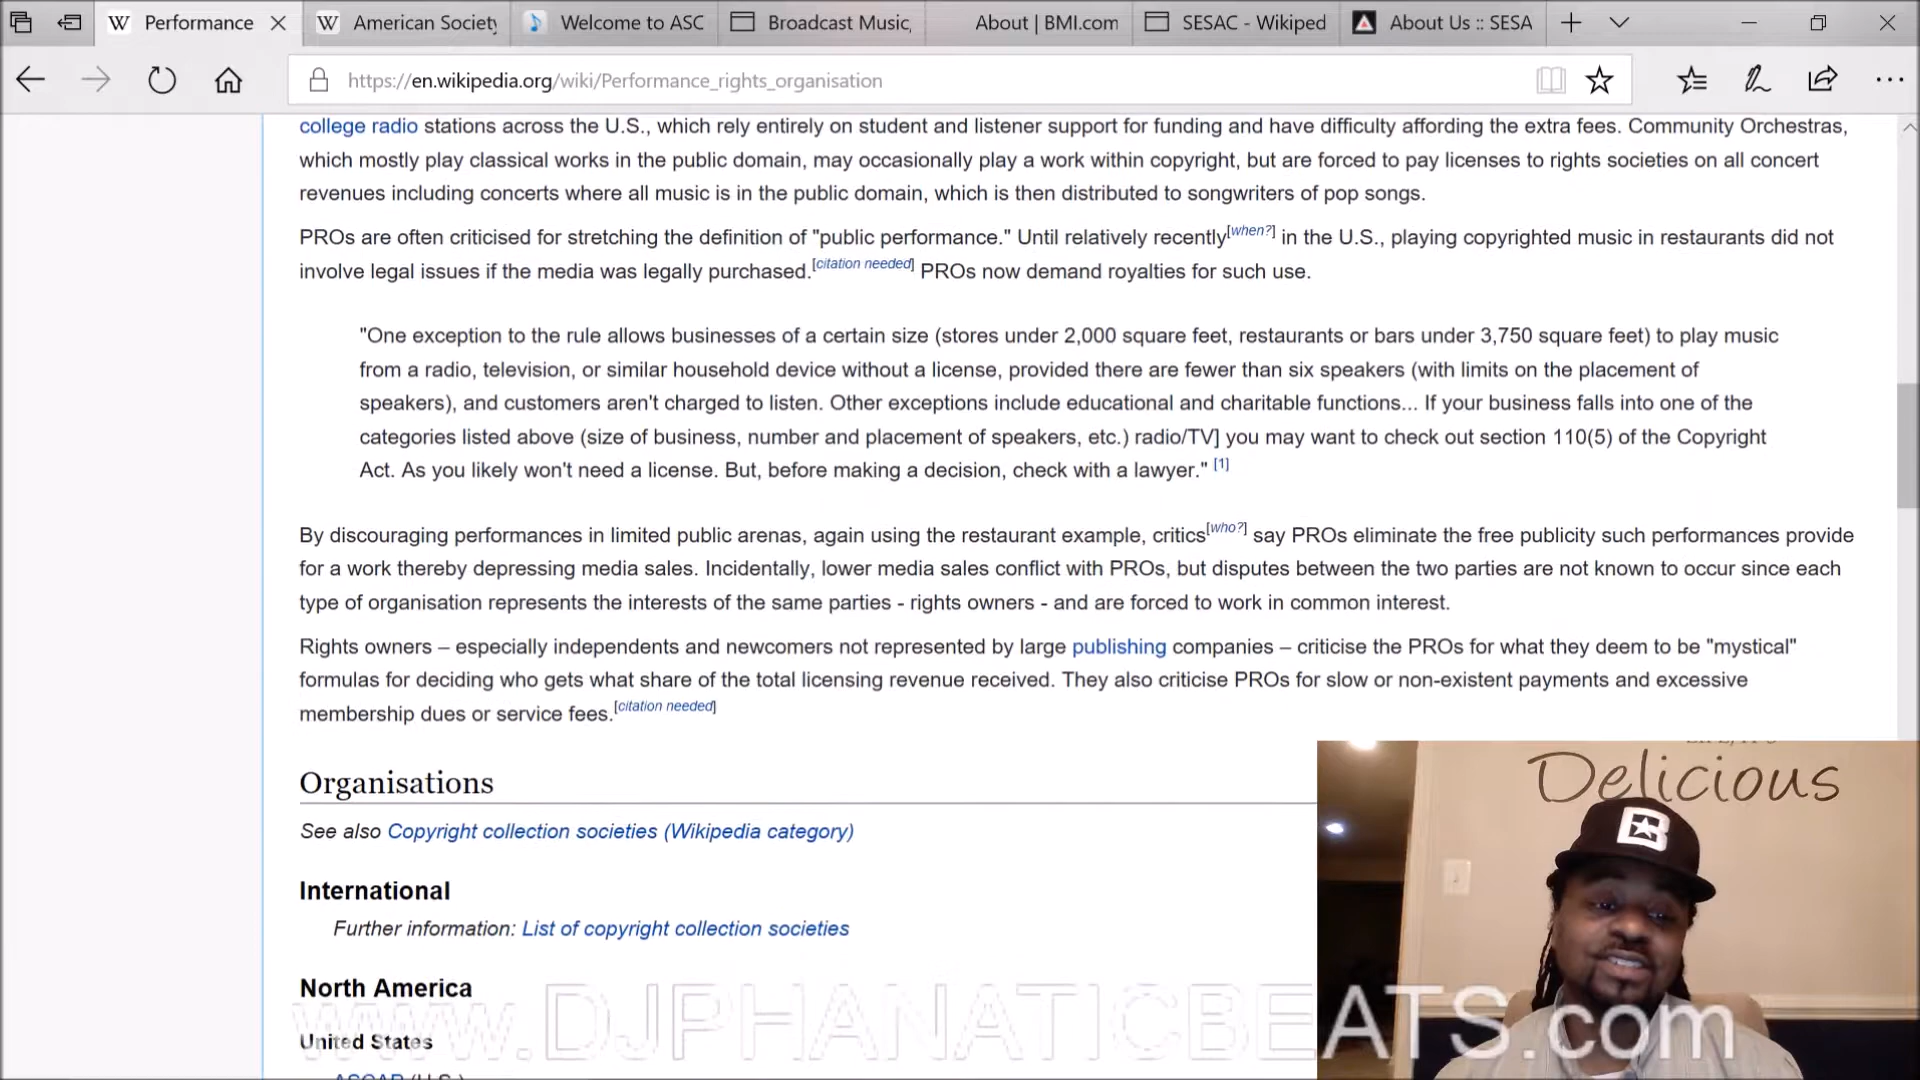 Performance
American Society
Welcome to ASC
Broadcast Music,
About | BMI.com
SESAC - Wikiped
About Us :: SESA
https://en.wikipedia.org/wiki/Performance_rights_organisation
college radio stations across the U.S., which rely entirely on student and listener support for funding and have difficulty affording the extra fees. Community Orchestras,
which mostly play classical works in the public domain, may occasionally play a work within copyright, but are forced to pay licenses to rights societies on all concert
revenues including concerts where all music is in the public domain, which is then distributed to songwriters of pop songs.
PROs are often criticised for stretching the definition of "public performance." Until relatively recently[when?] in the U.S., playing copyrighted music in restaurants did not
involve legal issues if the media was legally purchased.[citation needed] PROs now demand royalties for such use.
"One exception to the rule allows businesses of a certain size (stores under 2,000 square feet, restaurants or bars under 3,750 square feet) to play music
from a radio, television, or similar household device without a license, provided there are fewer than six speakers (with limits on the placement of
speakers), and customers aren't charged to listen. Other exceptions include educational and charitable functions... If your business falls into one of the
categories listed above (size of business, number and placement of speakers, etc.) radio/TV] you may want to check out section 110(5) of the Copyright
Act. As you likely won't need a license. But, before making a decision, check with a lawyer." [1]
By discouraging performances in limited public arenas, again using the restaurant example, critics[who?] say PROs eliminate the free publicity such performances provide
for a work thereby depressing media sales. Incidentally, lower media sales conflict with PROs, but disputes between the two parties are not known to occur since each
type of organisation represents the interests of the same parties - rights owners - and are forced to work in common interest.
Rights owners – especially independents and newcomers not represented by large publishing companies – criticise the PROs for what they deem to be "mystical"
formulas for deciding who gets what share of the total licensing revenue received. They also criticise PROs for slow or non-existent payments and excessive
membership dues or service fees.[citation needed]
Organisations
See also Copyright collection societies (Wikipedia category)
International
Further information: List of copyright collection societies
North America
United States
ASCAP (U.S.)
Delicious
B
www.DJPHANATICBEATS.com